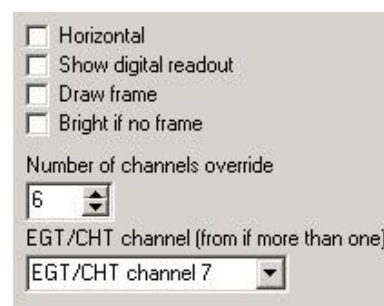 Horizontal
Show digital readout
Draw frame
Bright if no frame
Number of channels override
6
EGT/CHT channel (from if more than one)
EGT/CHT channel 7